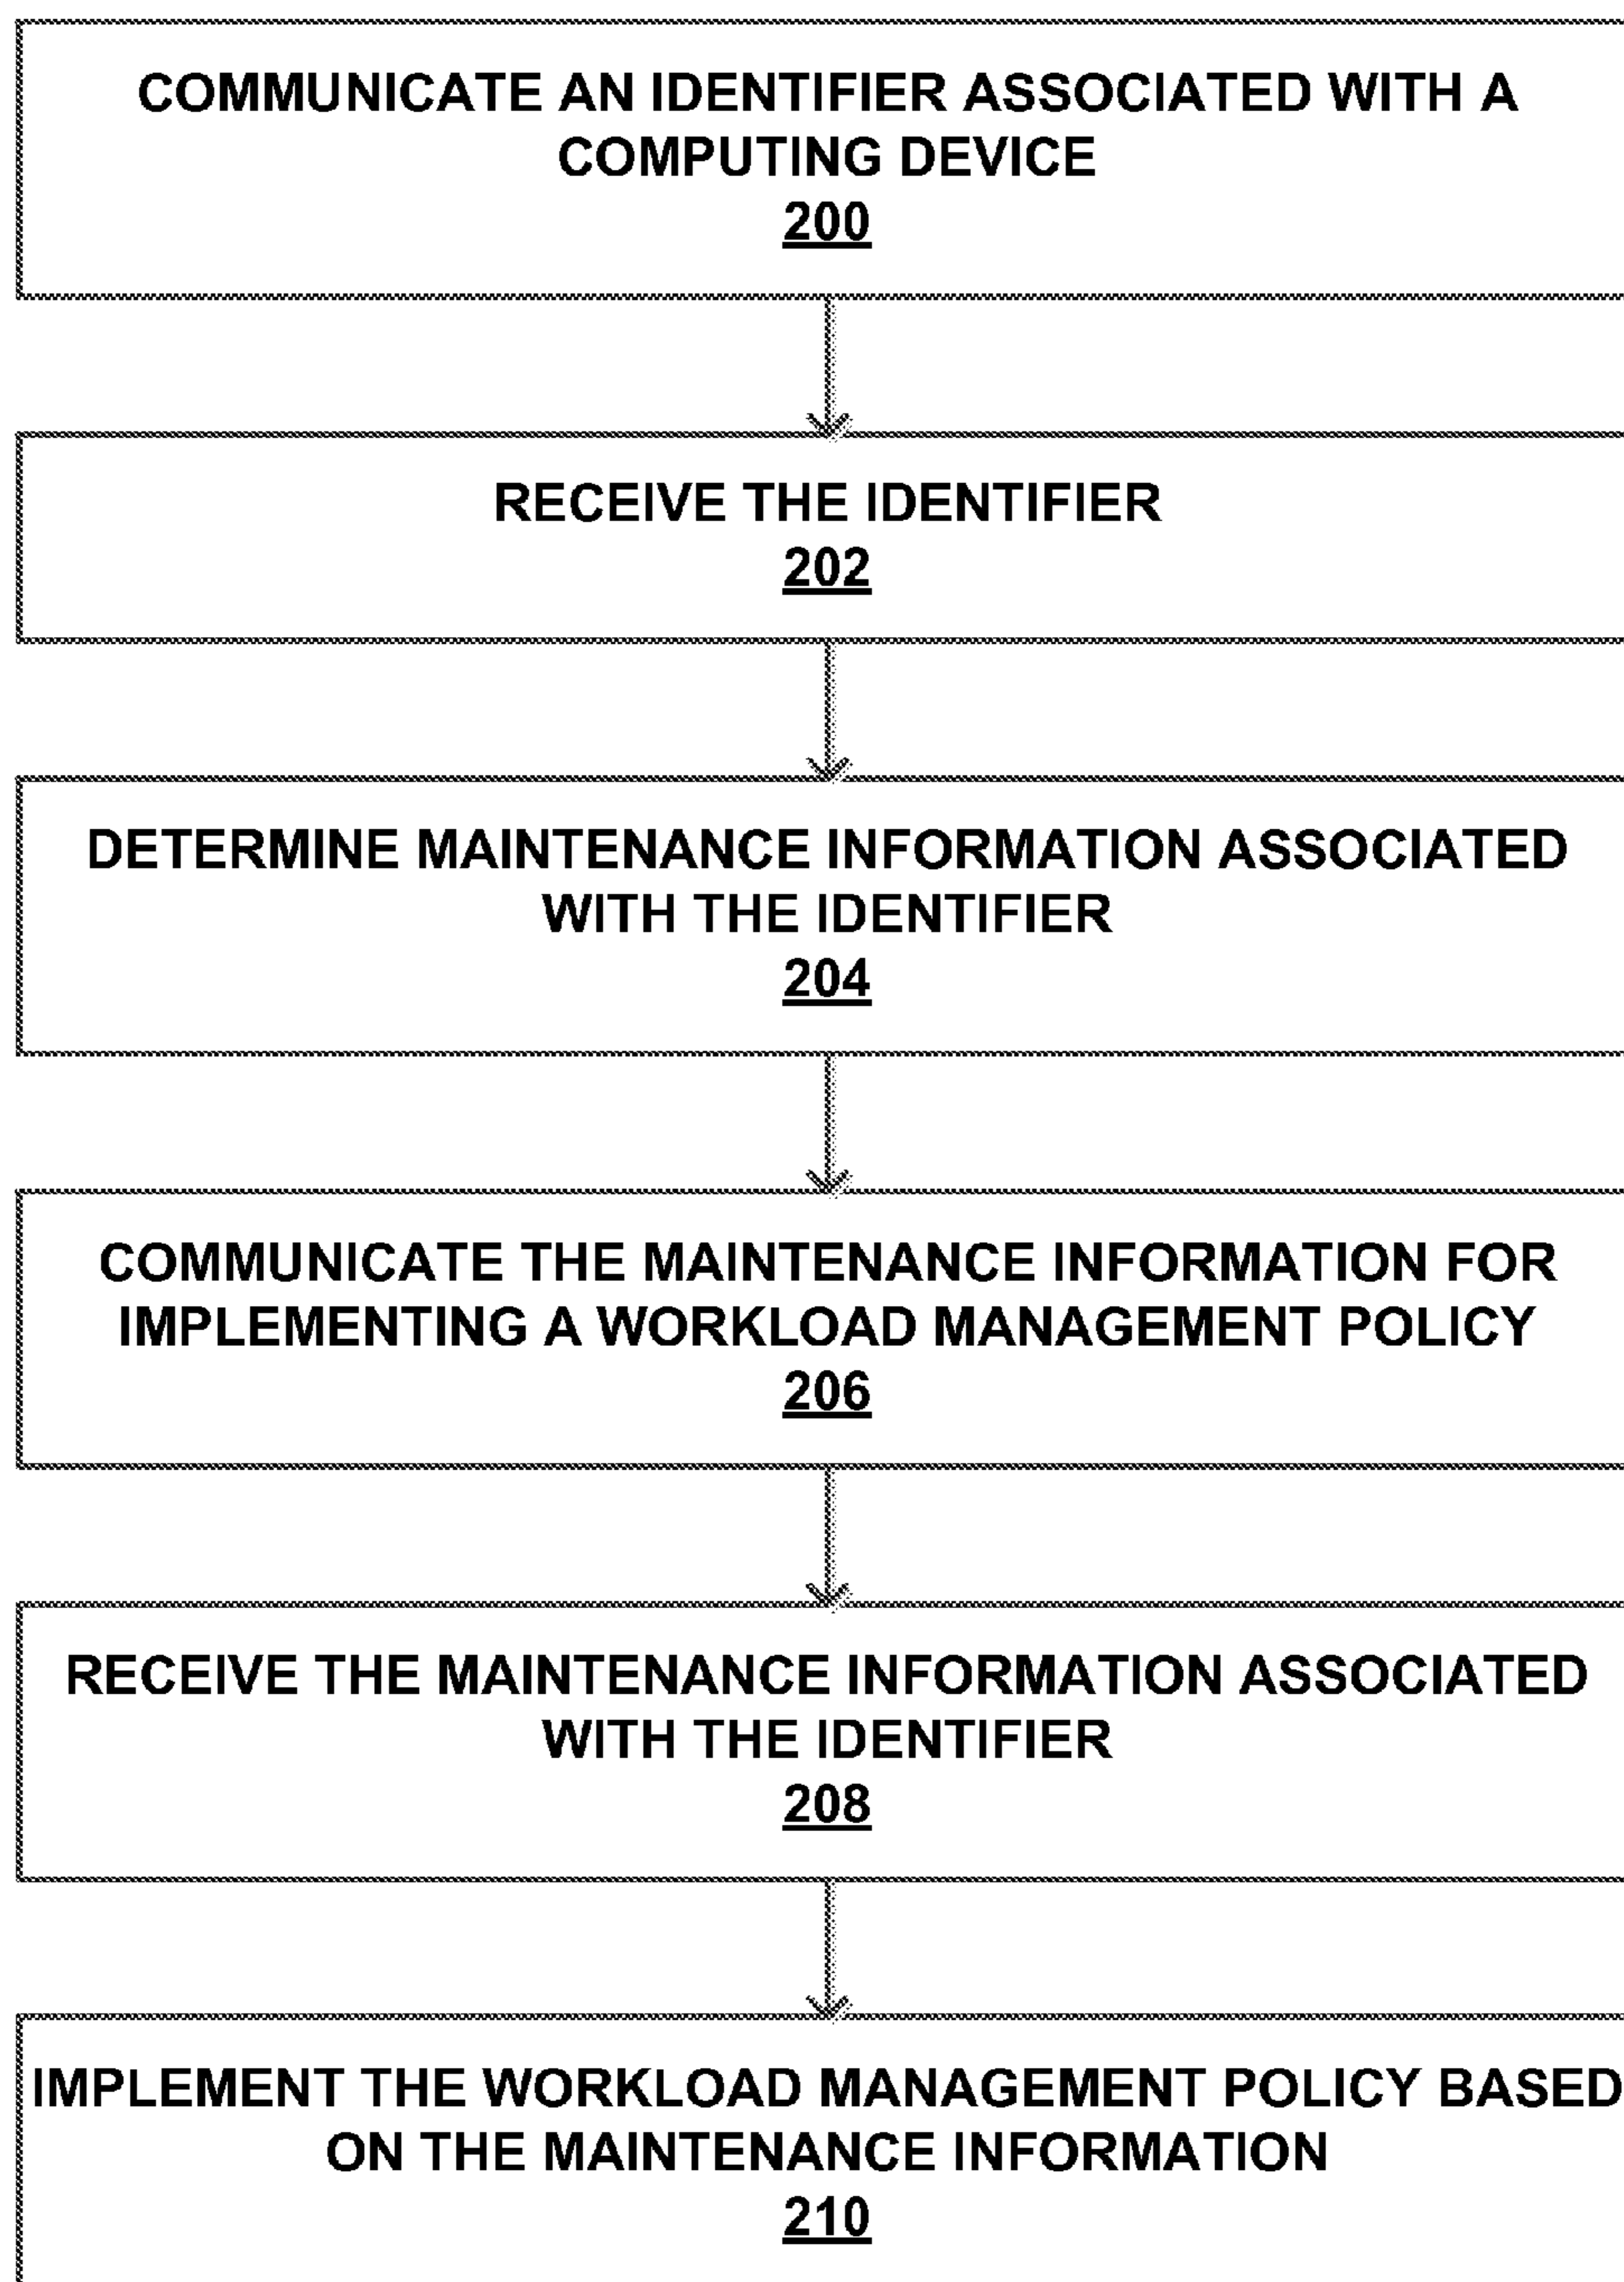 COMMUNICATE AN IDENTIFIER ASSOCIATED WITH A
COMPUTING DEVICE
200
RECEIVE THE IDENTIFIER
202
DETERMINE MAINTENANCE INFORMATION ASSOCIATED
WITH THE IDENTIFIER
204
COMMUNICATE THE MAINTENANCE INFORMATION FOR
IMPLEMENTING A WORKLOAD MANAGEMENT POLICY
206
RECEIVE THE MAINTENANCE INFORMATION ASSOCIATED
WITH THE IDENTIFIER
208
IMPLEMENT THE WORKLOAD MANAGEMENT POLICY BASED
ON THE MAINTENANCE INFORMATION
210